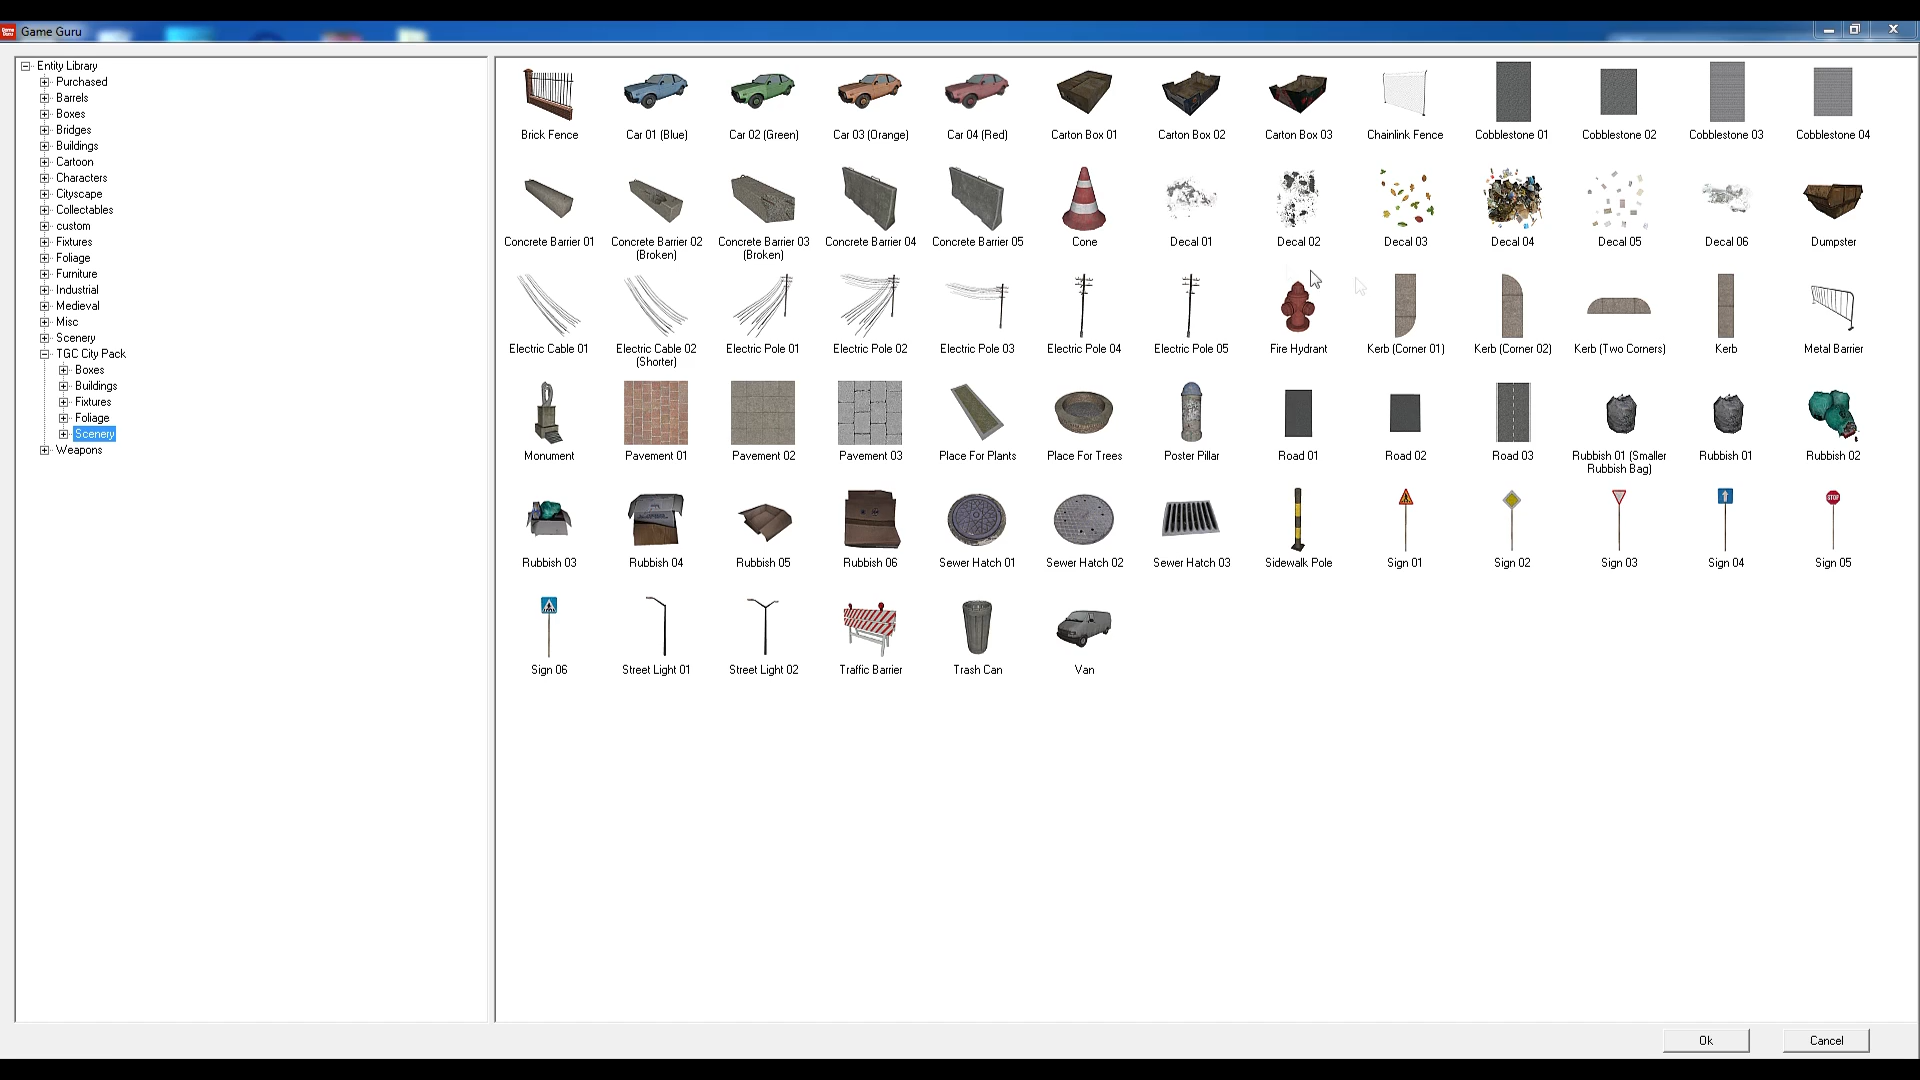 Game Guru
Entity Library
Purchased
Barrels
Boxes
Bridges
Buildings
Cartoon
Characters
Cityscape
Collectables
custom
Fixtures
Foliage
Furniture
Industrial
Medieval
Misc
Scenery
TGC City Pack
Boxes
Buildings
Fixtures
Foliage
Scenery
Weapons
Brick Fence
Car 01 (Blue)
Car 02 (Green)
Car 03 (Orange)
Car 04 (Red)
Carton Box 01
Carton Box 02
Carton Box 03
Chainlink Fence
Cobblestone 01
Cobblestone 02
Cobblestone 03
Cobblestone 04
Concrete Barrier 01
Concrete Barrier 02
(Broken)
Concrete Barrier 03
(Broken)
Concrete Barrier 04
Concrete Barrier 05
Cone
Decal 01
Decal 02
Decal 03
Decal 04
Decal 05
Decal 06
Dumpster
Electric Cable 01
Electric Cable 02
(Shorter)
Electric Pole 01
Electric Pole 02
Electric Pole 03
Electric Pole 04
Electric Pole 05
Fire Hydrant
Kerb (Corner 01)
Kerb (Corner 02)
Kerb (Two Corners)
Kerb
Metal Barrier
Monument
Pavement 01
Pavement 02
Pavement 03
Place For Plants
Place For Trees
Poster Pillar
Road 01
Road 02
Road 03
Rubbish 01 (Smaller
Rubbish Bag)
Rubbish 01
Rubbish 02
Rubbish 03
Rubbish 04
Rubbish 05
Rubbish 06
Sewer Hatch 01
Sewer Hatch 02
Sewer Hatch 03
Sidewalk Pole
Sign 01
Sign 02
Sign 03
Sign 04
STOP
Sign 05
Sign 06
Street Light 01
Street Light 02
Traffic Barrier
Trash Can
Van
Ok
Cancel